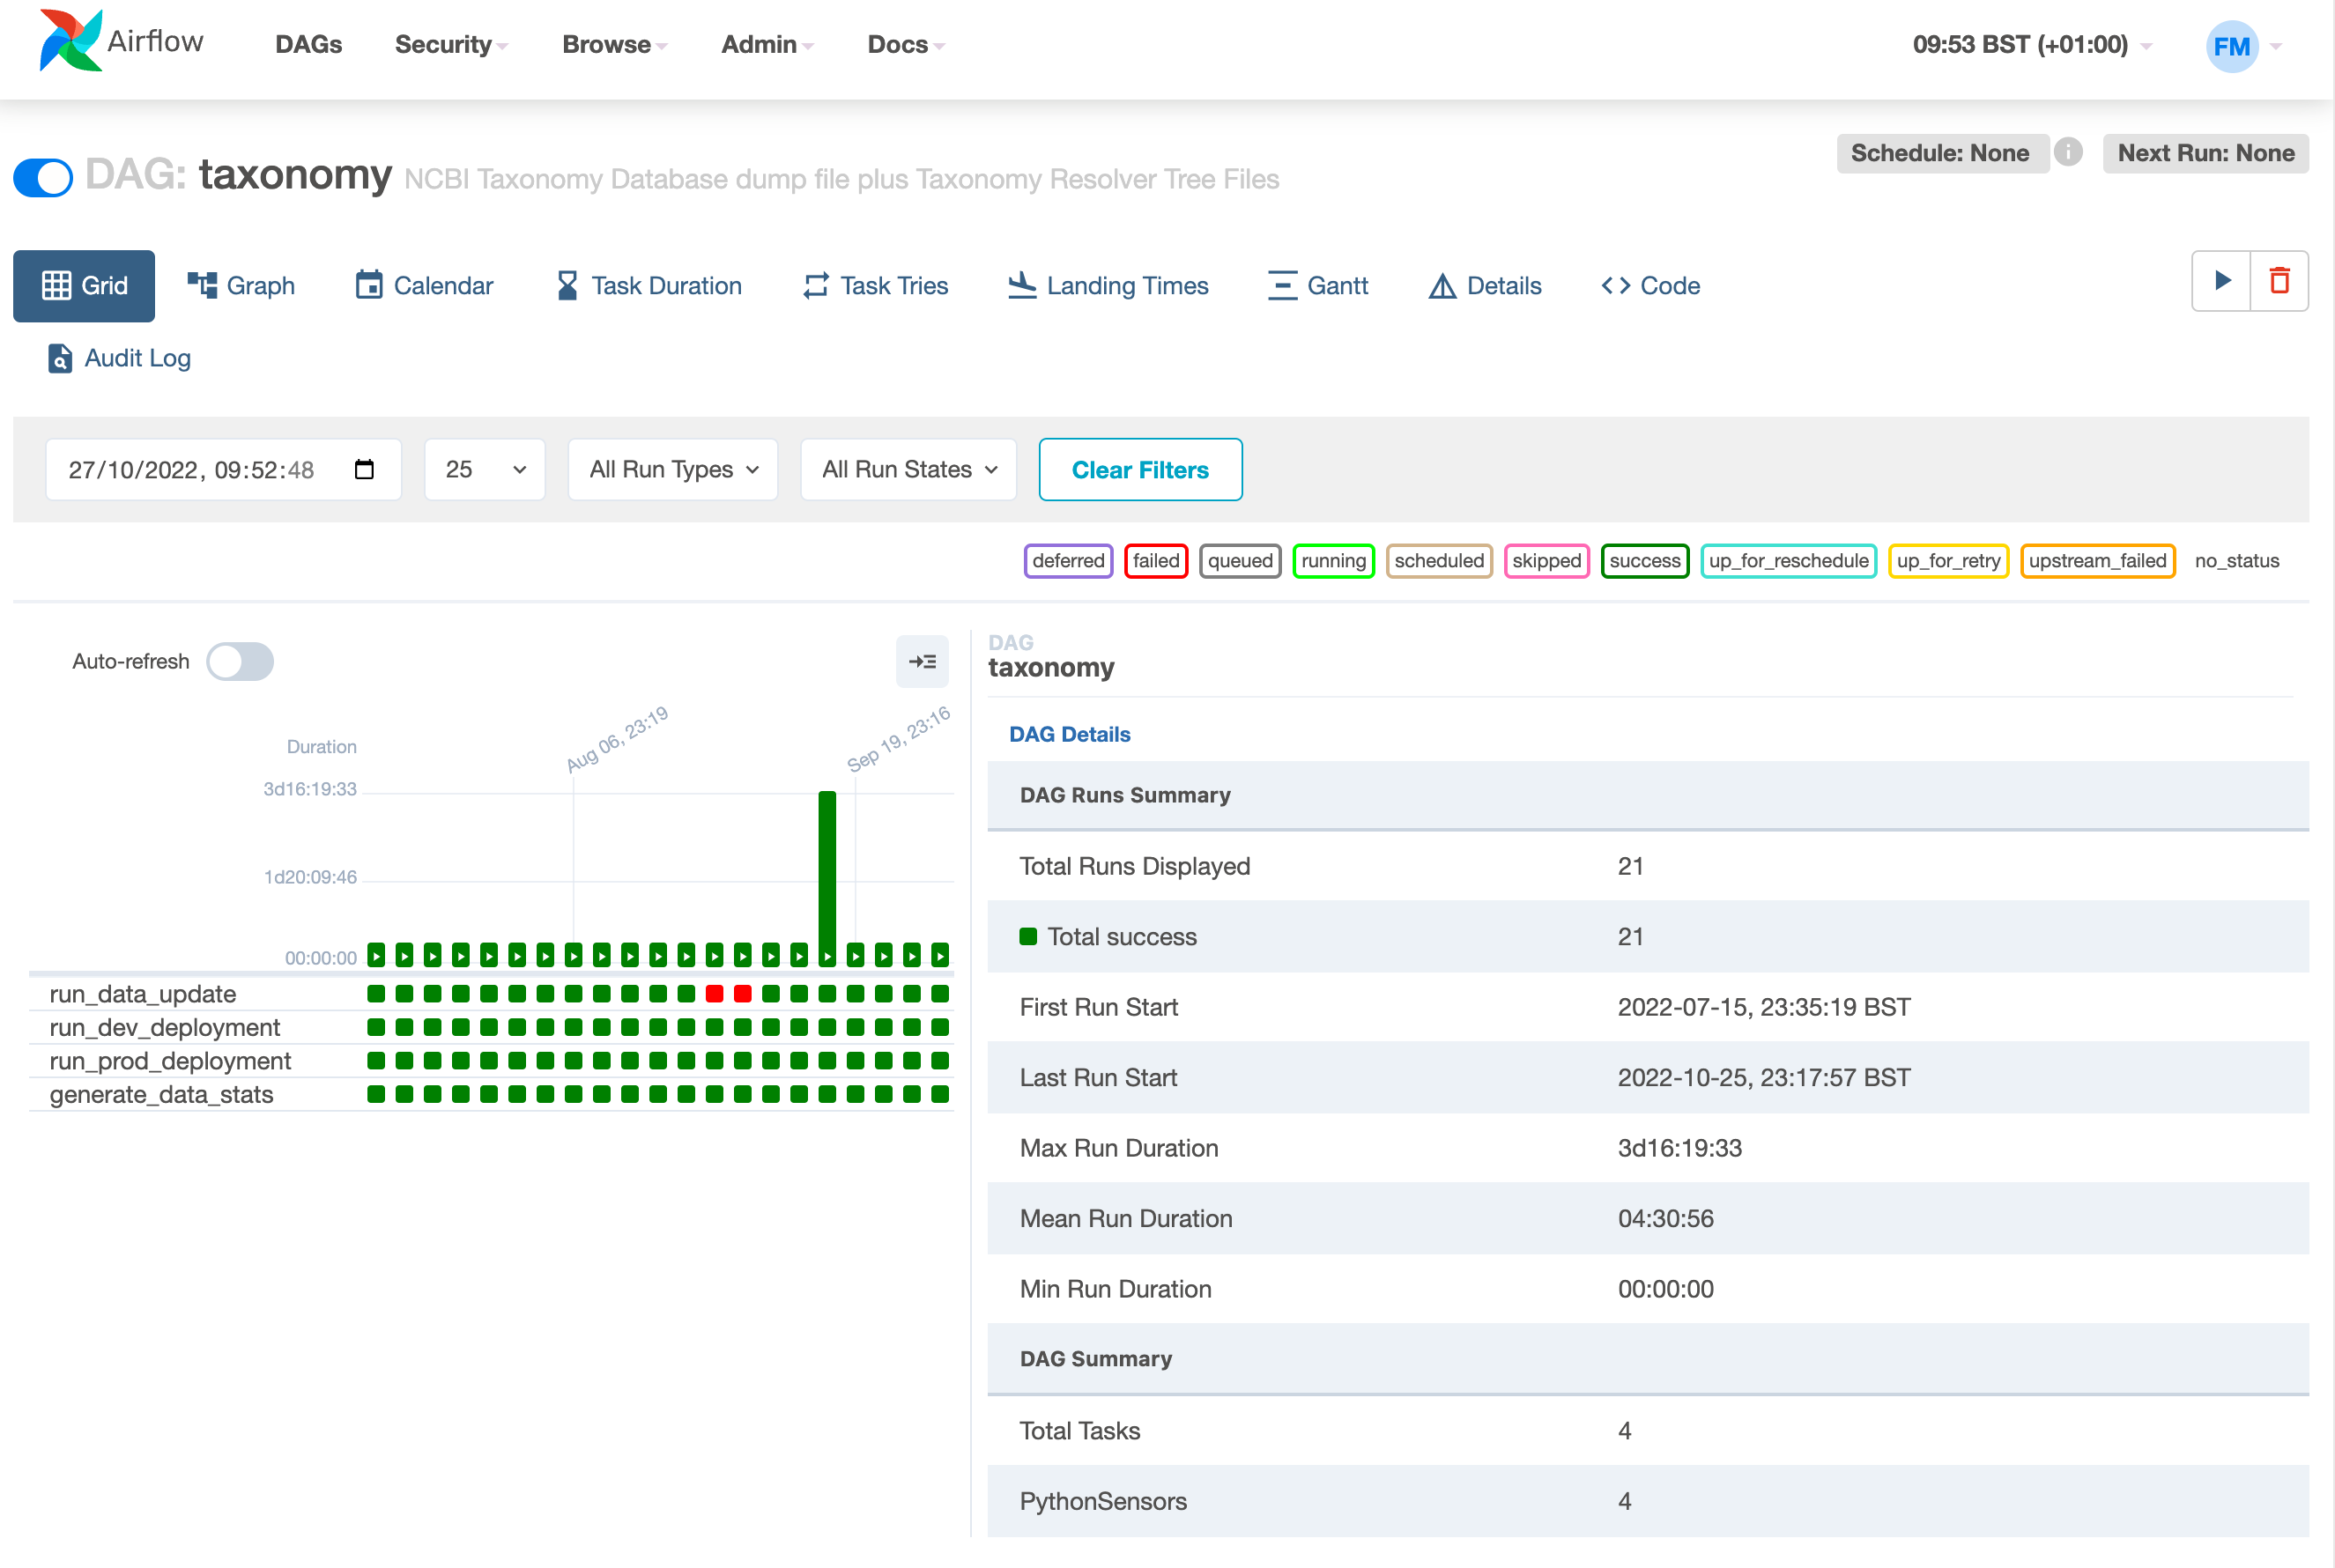 Airflow DAGs Security Browse Admin Docs 09:53 BST (+01:00) FM
Schedule: None i Next Run: None
DAG: taxonomy NCBI Taxonomy Database dump file plus Taxonomy Resolver Tree Files
Grid Graph Calendar Task Duration Task Tries Landing Times Gantt Details Code
Audit Log
27/10/2022, 09:52:48 25 All Run Types All Run States Clear Filters
deferred failed queued running scheduled skipped success up_for_reschedule up_for_retry upstream_failed no_status
Auto-refresh
Duration
Aug 06, 23:19
Sep 19, 23:16
3d16:19:33
1d20:09:46
00:00:00
run_data_update
run_dev_deployment
run_prod_deployment
generate_data_stats
DAG
taxonomy
DAG Details
DAG Runs Summary
Total Runs Displayed 21
Total success 21
First Run Start 2022-07-15, 23:35:19 BST
Last Run Start 2022-10-25, 23:17:57 BST
Max Run Duration 3d16:19:33
Mean Run Duration 04:30:56
Min Run Duration 00:00:00
DAG Summary
Total Tasks 4
PythonSensors 4